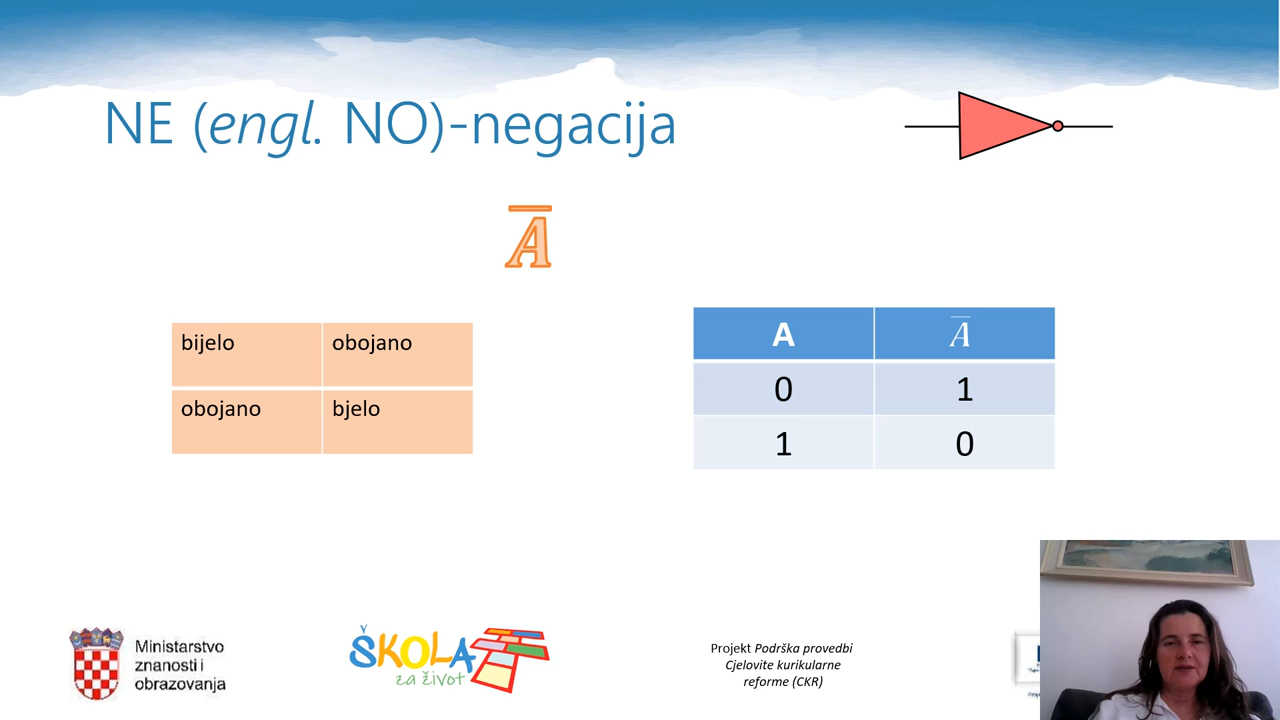 NE (engl. NO)-negacija
A̅
bijelo obojano
obojano bjelo
A A̅
0 1
1 0
Ministarstvo
znanosti i
obrazovanja
ŠKOLA
za život
Projekt Podrška provedbi
Cjelovite kurikularne
reforme (CKR)